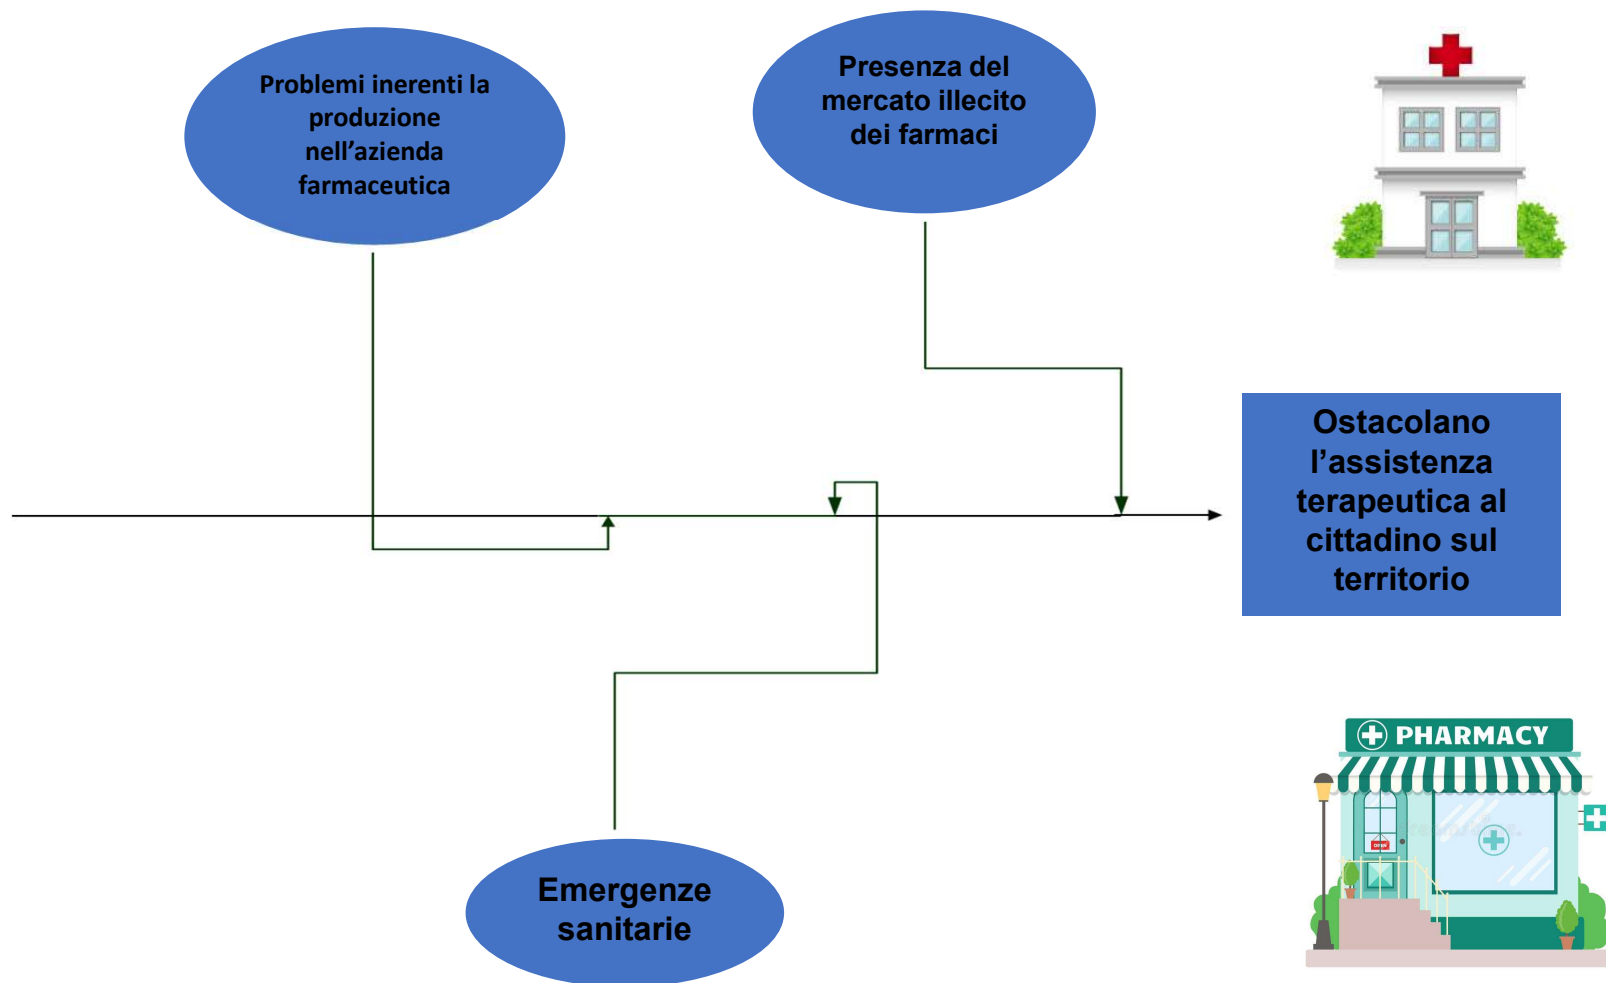 Problemi inerenti la
produzione
nell’azienda
farmaceutica
Presenza del
mercato illecito
dei farmaci
Ostacolano
l’assistenza
terapeutica al
cittadino sul
territorio
PHARMACY
OPEN
Emergenze
sanitarie